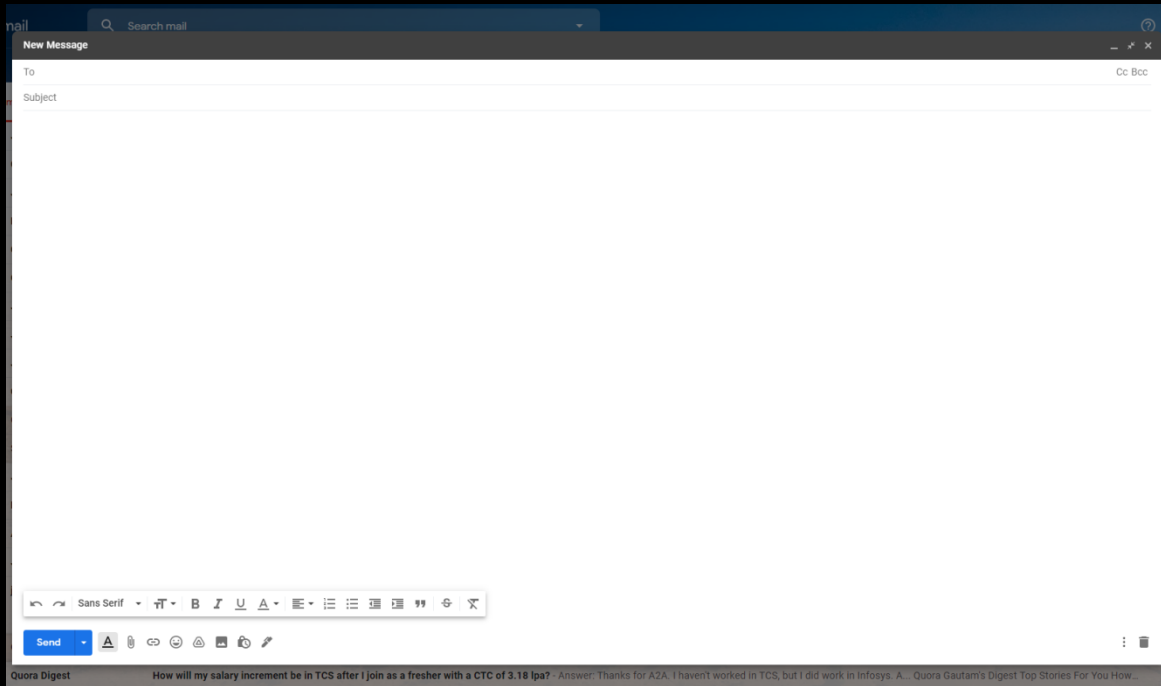 mail Search mail
New Message
To Cc Bcc
Subject
Sans Serif
Send
Quora Digest How will my salary increment be in TCS after I join as a fresher with a CTC of 3.18 lpa? - Answer: Thanks for A2A. I haven't worked in TCS, but I did work in Infosys. A... Quora Gautam's Digest Top Stories For You How...